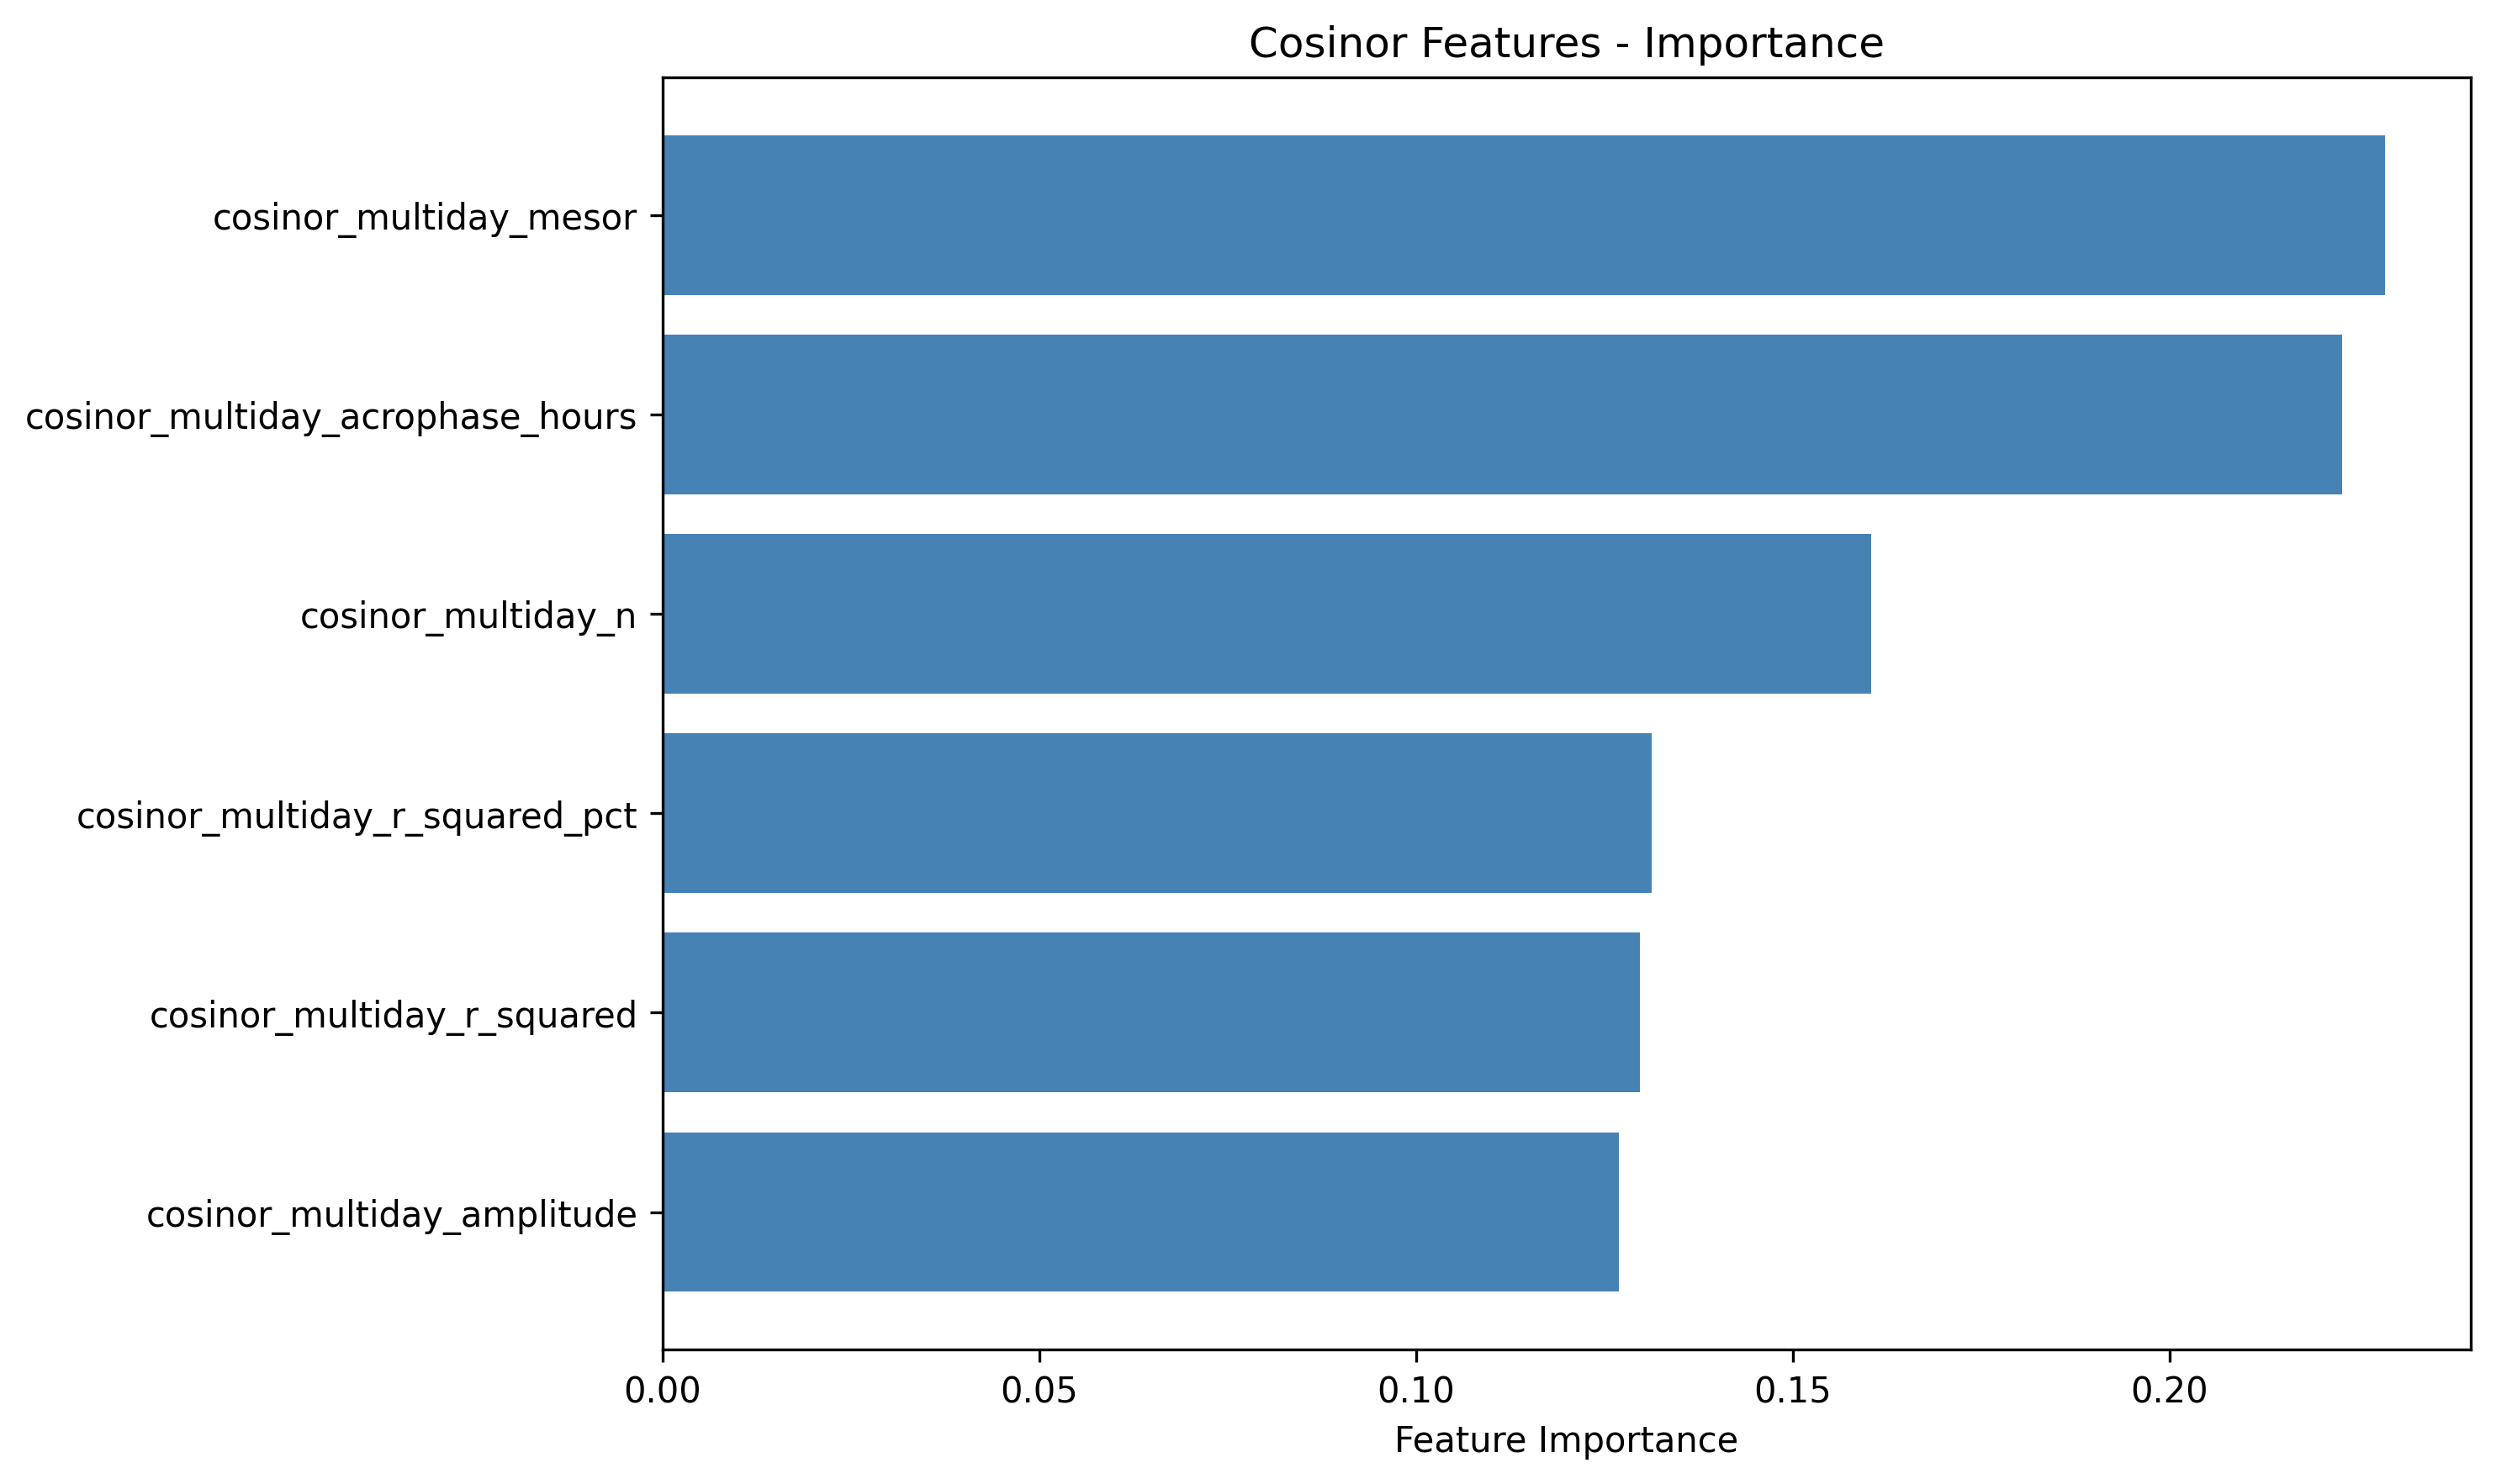 Cosinor Features - Importance
cosinor_multiday_mesor
cosinor_multiday_acrophase_hours
cosinor_multiday_n
cosinor_multiday_r_squared_pct
cosinor_multiday_r_squared
cosinor_multiday_amplitude
0.00 0.05 0.10 0.15 0.20
Feature Importance